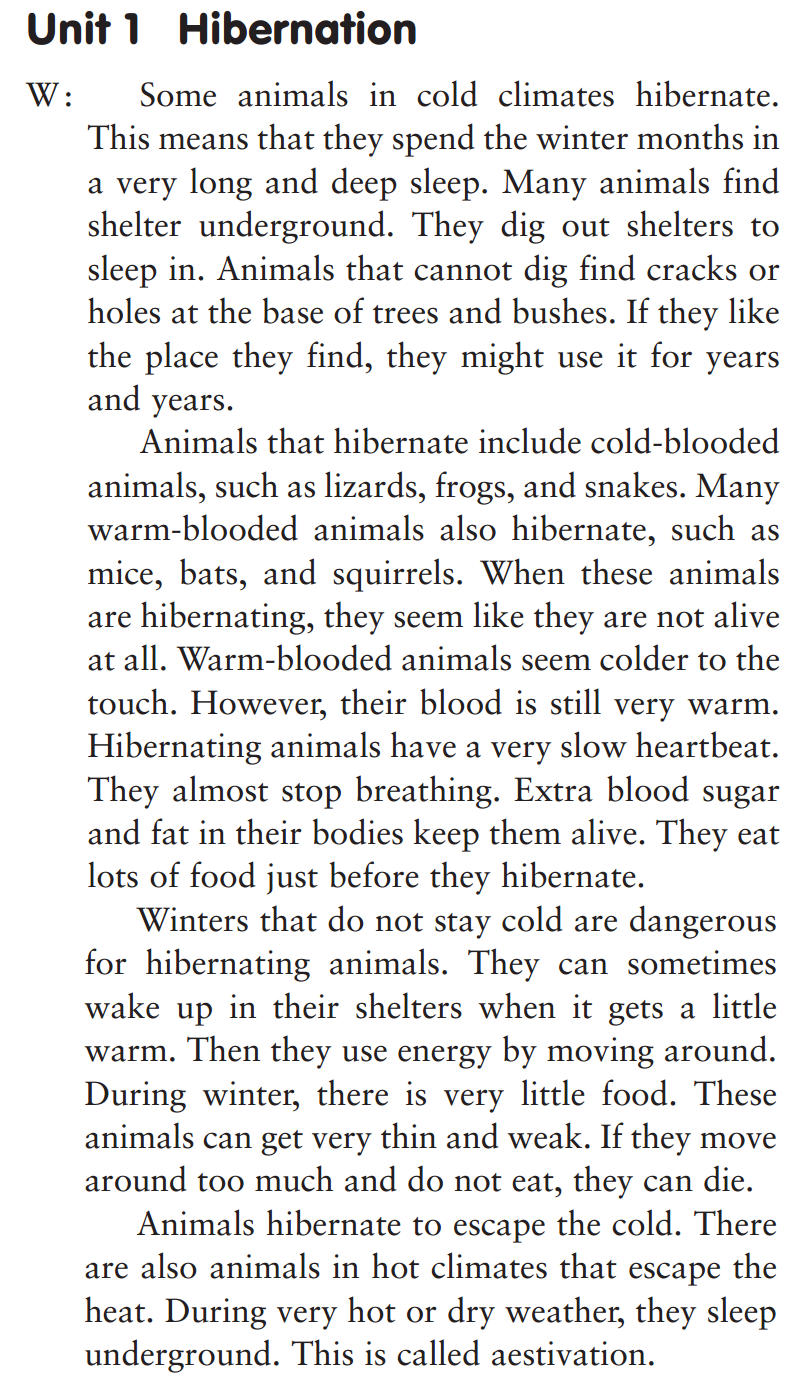 Unit 1 Hibernation
W: Some animals in cold climates hibernate.
This means that they spend the winter months in
a very long and deep sleep. Many animals find
shelter underground. They dig out shelters to
sleep in. Animals that cannot dig find cracks or
holes at the base of trees and bushes. If they like
the place they find, they might use it for years
and years.
Animals that hibernate include cold-blooded
animals, such as lizards, frogs, and snakes. Many
warm-blooded animals also hibernate, such as
mice, bats, and squirrels. When these animals
are hibernating, they seem like they are not alive
at all. Warm-blooded animals seem colder to the
touch. However, their blood is still very warm.
Hibernating animals have a very slow heartbeat.
They almost stop breathing. Extra blood sugar
and fat in their bodies keep them alive. They eat
lots of food just before they hibernate.
Winters that do not stay cold are dangerous
for hibernating animals. They can sometimes
wake up in their shelters when it gets a little
warm. Then they use energy by moving around.
During winter, there is very little food. These
animals can get very thin and weak. If they move
around too much and do not eat, they can die.
Animals hibernate to escape the cold. There
are also animals in hot climates that escape the
heat. During very hot or dry weather, they sleep
underground. This is called aestivation.